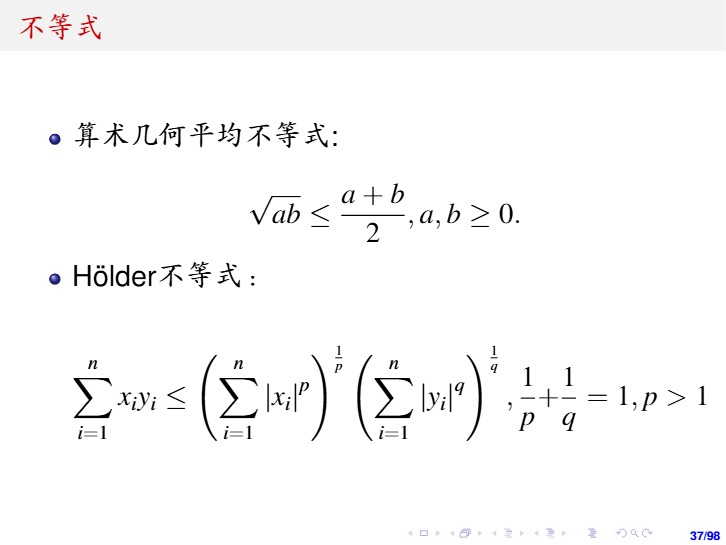 不等式
算术几何平均不等式:
√ab ≤ a + b / 2, a, b ≥ 0.
Hölder不等式：
∑_{i=1}^{n} x_i y_i ≤ (∑_{i=1}^{n} |x_i|^p)^{1/p} (∑_{i=1}^{n} |y_i|^q)^{1/q}, 1/p + 1/q = 1, p > 1
37/98